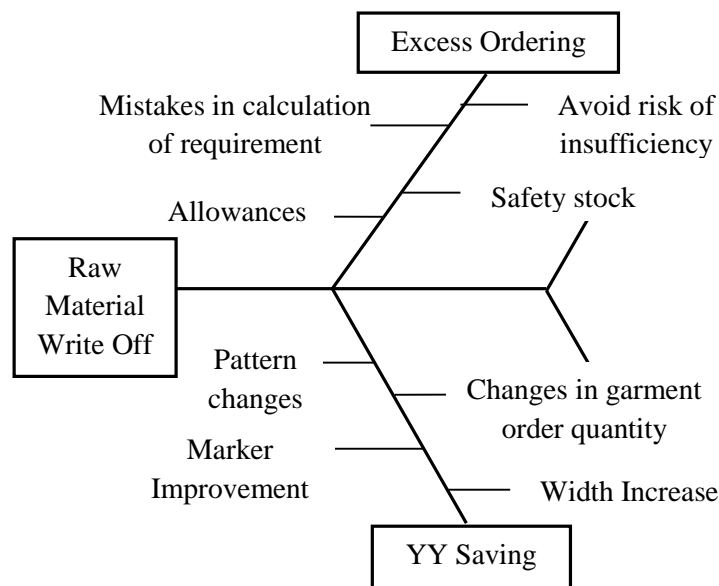 Excess Ordering
Mistakes in calculation
of requirement
Avoid risk of
insufficiency
Allowances
Safety stock
Raw
Material
Write Off
Pattern
changes
Changes in garment
order quantity
Marker
Improvement
Width Increase
YY Saving